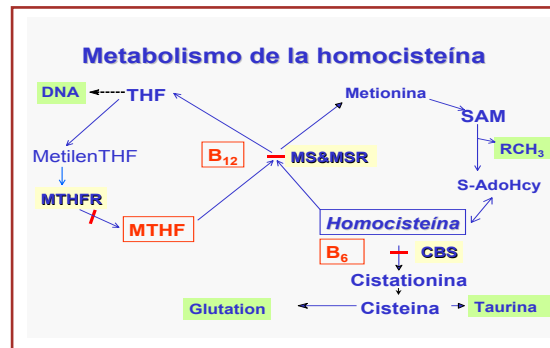 Metabolismo de la homocisteína
DNA
THF
Metionina
SAM
MetilenTHF
B12
MS&MSR
RCH3
MTHFR
S-AdoHcy
MTHF
Homocisteína
B6
CBS
Cistationina
Glutation
Cisteina
Taurina